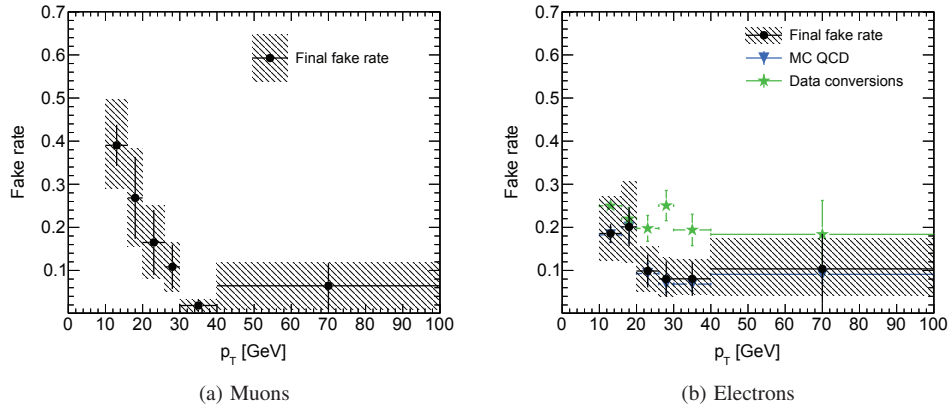 0.7
0.6
0.5
0.4
0.3
0.2
0.1
Fake rate
Final fake rate
0 10 20 30 40 50 60 70 80 90 100
p_T [GeV]
(a) Muons
0.7
0.6
0.5
0.4
0.3
0.2
0.1
Fake rate
Final fake rate
MC QCD
Data conversions
0 10 20 30 40 50 60 70 80 90 100
p_T [GeV]
(b) Electrons